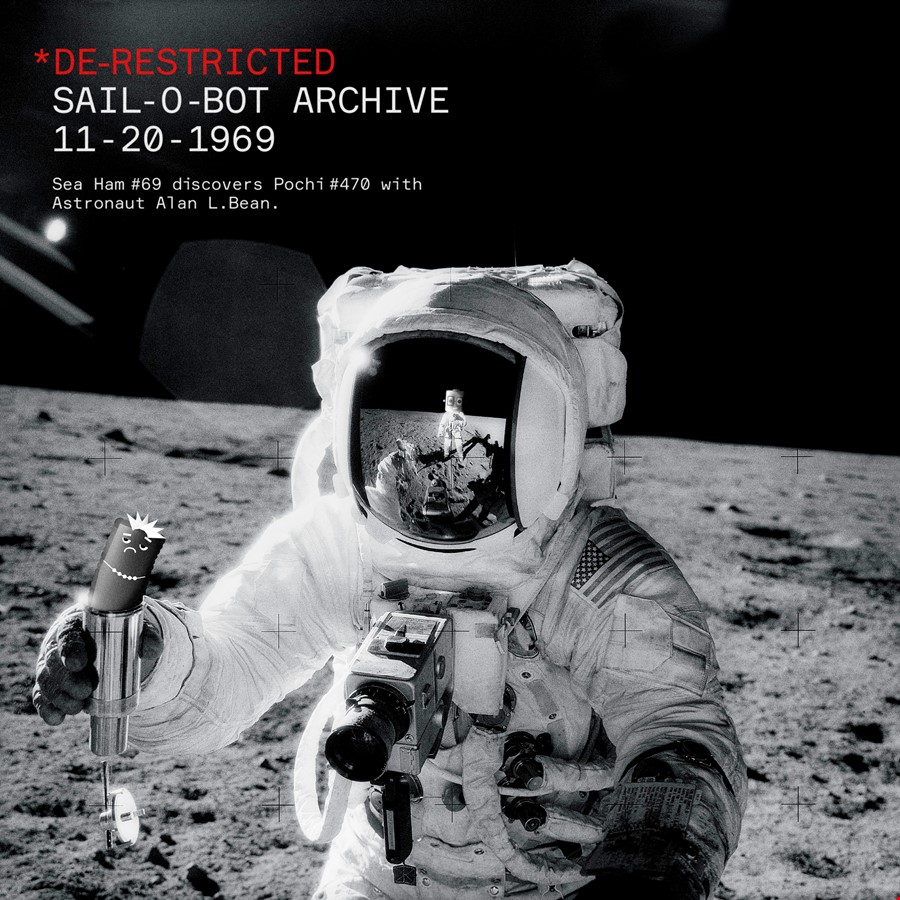 *DE-RESTRICTED
SAIL-O-BOT ARCHIVE
11-20-1969
Sea Ham #69 discovers Pochi #470 with
Astronaut Alan L.Bean.